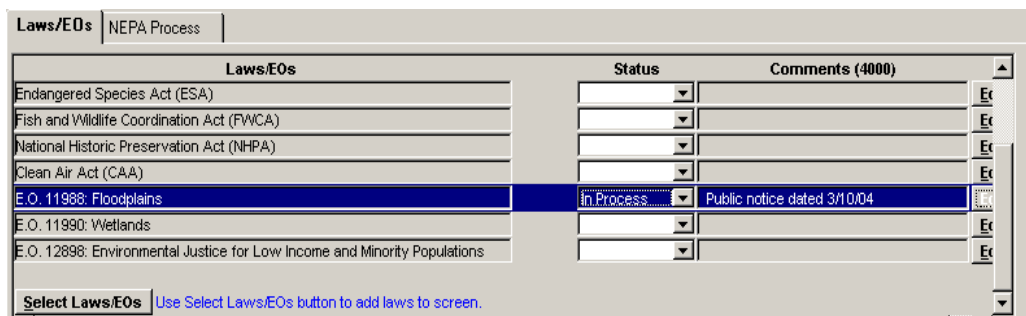 Laws/EOs NEPA Process
Laws/EOs Status Comments (4000)
Endangered Species Act (ESA)
Fish and Wildlife Coordination Act (FWCA)
National Historic Preservation Act (NHPA)
Clean Air Act (CAA)
E.O. 11988: Floodplains In Process Public notice dated 3/10/04
E.O. 11990: Wetlands
E.O. 12898: Environmental Justice for Low Income and Minority Populations
Select Laws/EOs Use Select Laws/EOs button to add laws to screen.